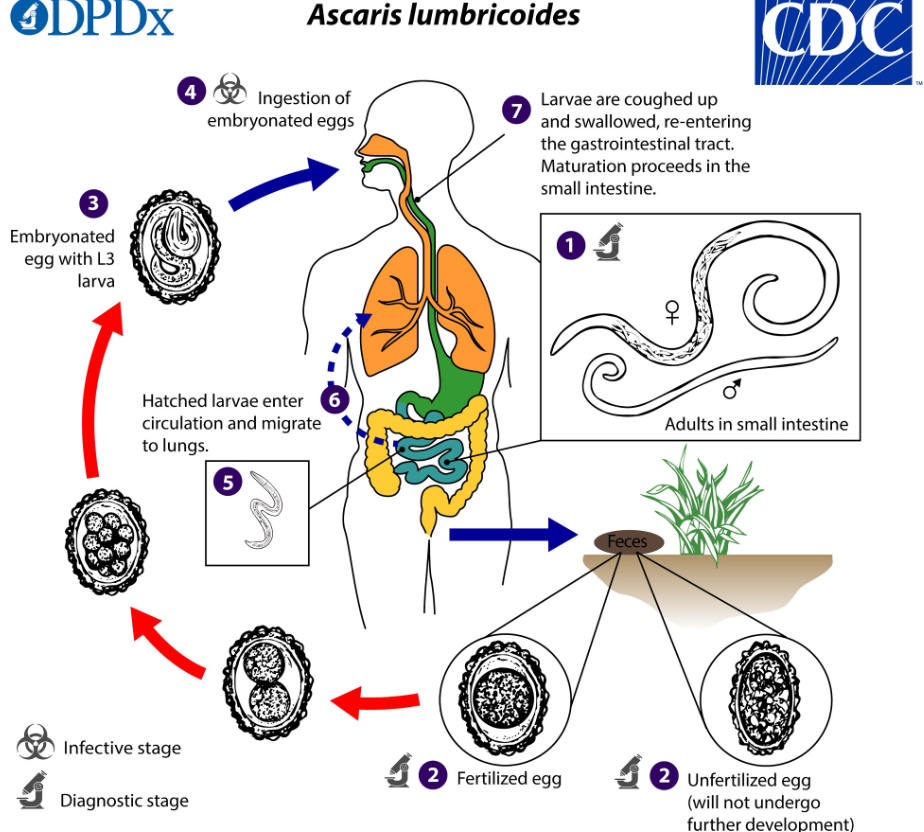 DPDx
Ascaris lumbricoides
CDC
TM
4
Ingestion of
embryonated eggs
7
Larvae are coughed up
and swallowed, re-entering
the gastrointestinal tract.
Maturation proceeds in the
small intestine.
3
Embryonated
egg with L3
larva
1
♀
♂
Adults in small intestine
6
Hatched larvae enter
circulation and migrate
to lungs.
5
Feces
2
Fertilized egg
2
Unfertilized egg
(will not undergo
further development)
Infective stage
Diagnostic stage